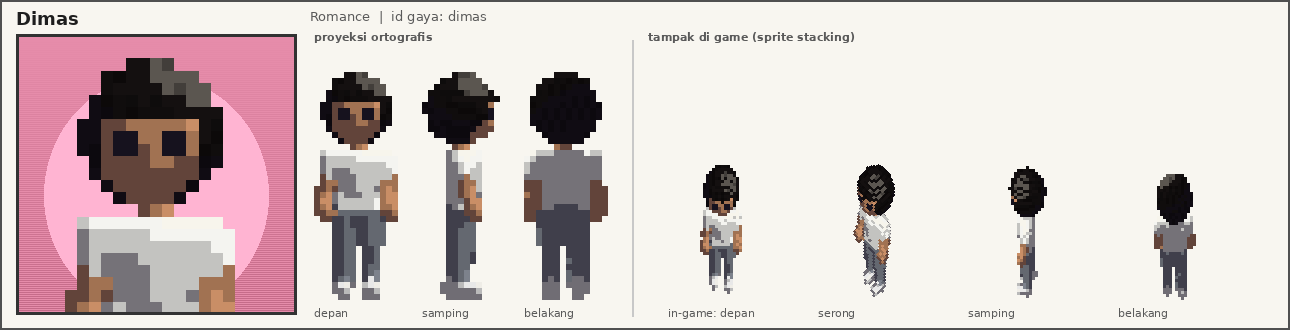 Dimas
Romance | id gaya: dimas
proyeksi ortografis
tampak di game (sprite stacking)
depan
samping
belakang
in-game: depan
serong
samping
belakang